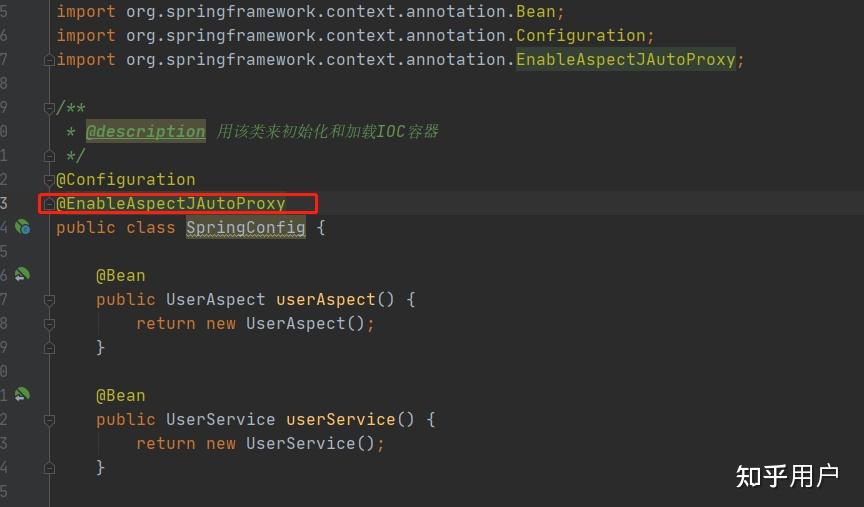 5 import org.springframework.context.annotation.Bean;
6 import org.springframework.context.annotation.Configuration;
7 import org.springframework.context.annotation.EnableAspectJAutoProxy;
8
9 /**
0 * @description 用该类来初始化和加载IOC容器
1 */
2 @Configuration
3 @EnableAspectJAutoProxy
4 public class SpringConfig {
5
6 @Bean
7 public UserAspect userAspect() {
8 return new UserAspect();
9 }
0
1 @Bean
2 public UserService userService() {
3 return new UserService();
4 }
5
知乎用户